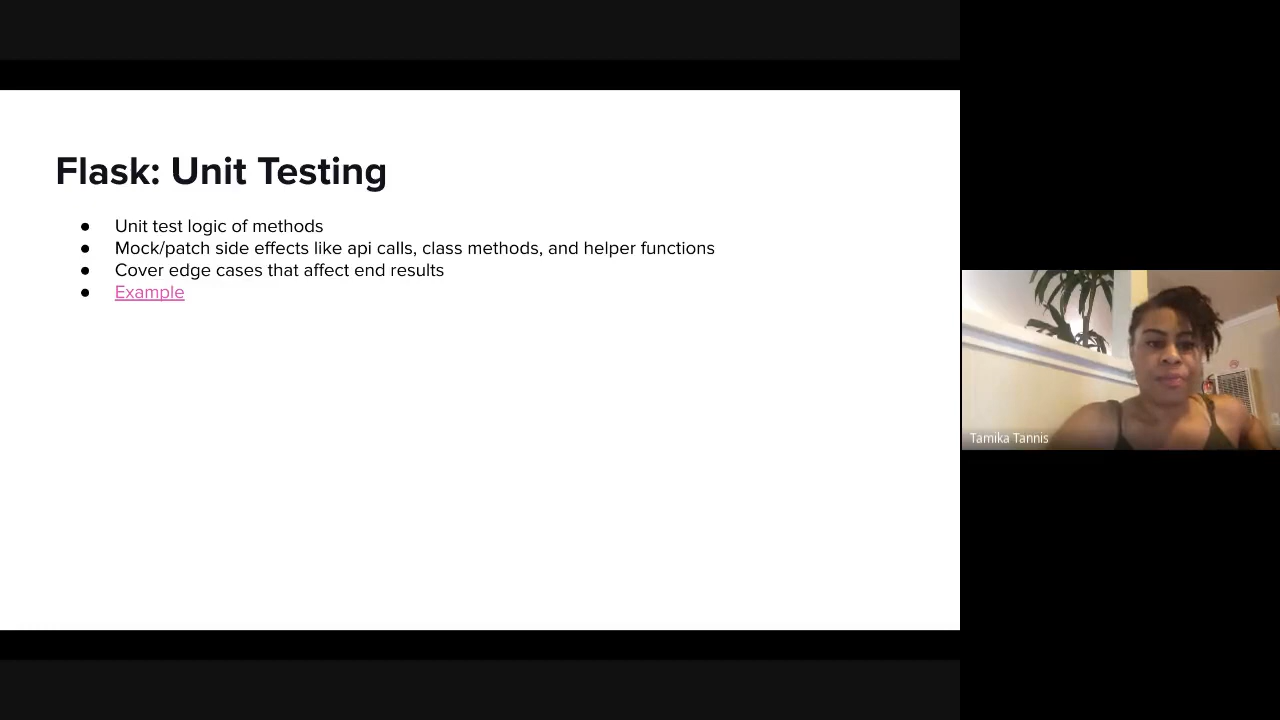 Flask: Unit Testing
● Unit test logic of methods
● Mock/patch side effects like api calls, class methods, and helper functions
● Cover edge cases that affect end results
● Example
Tamika Tannis